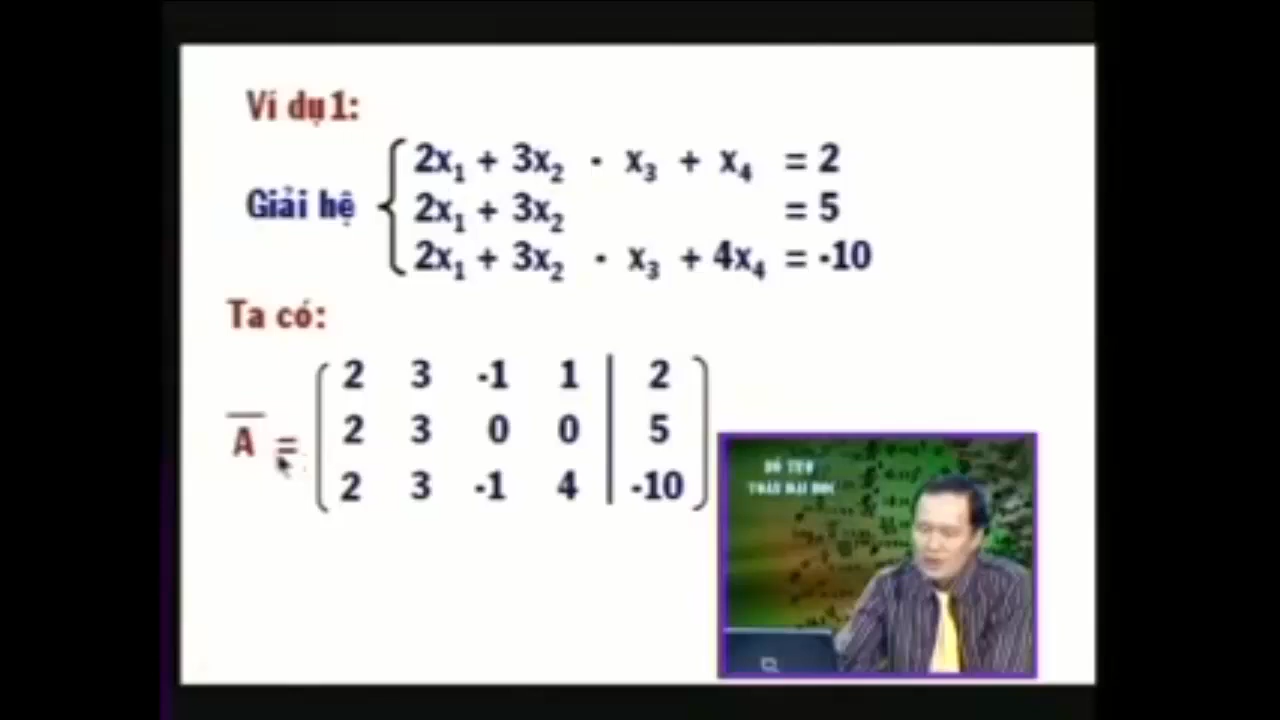 Ví dụ1:
Giải hệ
2x₁ + 3x₂ - x₃ + x₄ = 2
2x₁ + 3x₂ = 5
2x₁ + 3x₂ - x₃ + 4x₄ = -10
Ta có:
A =
2 3 -1 1 | 2
2 3 0 0 | 5
2 3 -1 4 | -10